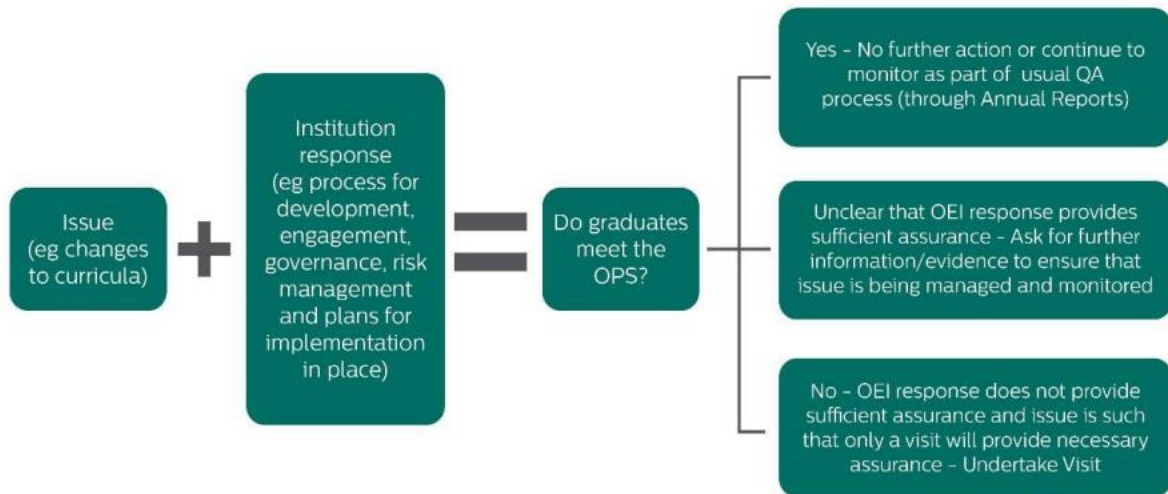 Issue
(eg changes
to curricula)
+
Institution
response
(eg process for
development,
engagement,
governance, risk
management
and plans for
implementation
in place)
=
Do graduates
meet the
OPS?
Yes – No further action or continue to
monitor as part of usual QA
process (through Annual Reports)
Unclear that OEI response provides
sufficient assurance – Ask for further
information/evidence to ensure that
issue is being managed and monitored
No – OEI response does not provide
sufficient assurance and issue is such
that only a visit will provide necessary
assurance – Undertake Visit